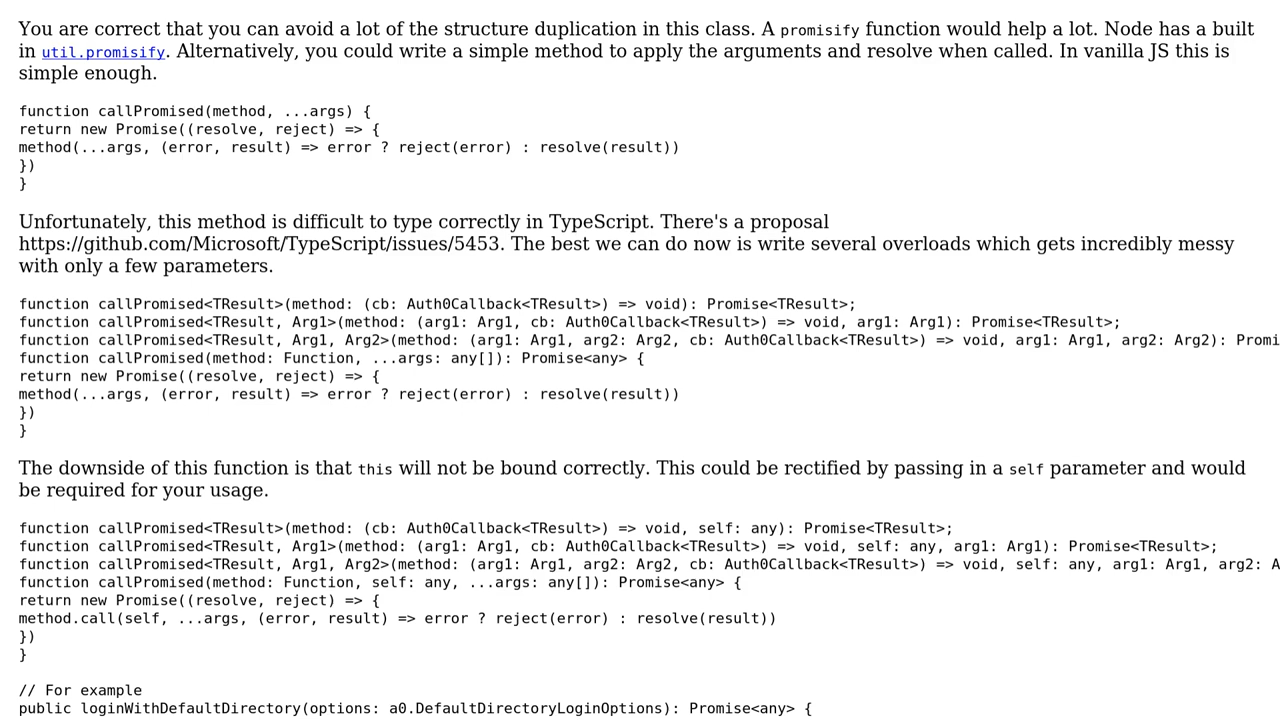 You are correct that you can avoid a lot of the structure duplication in this class. A promisify function would help a lot. Node has a built
in util.promisify. Alternatively, you could write a simple method to apply the arguments and resolve when called. In vanilla JS this is
simple enough.
function callPromised(method, ...args) {
return new Promise((resolve, reject) => {
method(...args, (error, result) => error ? reject(error) : resolve(result))
})
}
Unfortunately, this method is difficult to type correctly in TypeScript. There's a proposal
https://github.com/Microsoft/TypeScript/issues/5453. The best we can do now is write several overloads which gets incredibly messy
with only a few parameters.
function callPromised<TResult>(method: (cb: Auth0Callback<TResult>) => void): Promise<TResult>;
function callPromised<TResult, Arg1>(method: (arg1: Arg1, cb: Auth0Callback<TResult>) => void, arg1: Arg1): Promise<TResult>;
function callPromised<TResult, Arg1, Arg2>(method: (arg1: Arg1, arg2: Arg2, cb: Auth0Callback<TResult>) => void, arg1: Arg1, arg2: Arg2): Promi
function callPromised(method: Function, ...args: any[]): Promise<any> {
return new Promise((resolve, reject) => {
method(...args, (error, result) => error ? reject(error) : resolve(result))
})
}
The downside of this function is that this will not be bound correctly. This could be rectified by passing in a self parameter and would
be required for your usage.
function callPromised<TResult>(method: (cb: Auth0Callback<TResult>) => void, self: any): Promise<TResult>;
function callPromised<TResult, Arg1>(method: (arg1: Arg1, cb: Auth0Callback<TResult>) => void, self: any, arg1: Arg1): Promise<TResult>;
function callPromised<TResult, Arg1, Arg2>(method: (arg1: Arg1, arg2: Arg2, cb: Auth0Callback<TResult>) => void, self: any, arg1: Arg1, arg2: A
function callPromised(method: Function, self: any, ...args: any[]): Promise<any> {
return new Promise((resolve, reject) => {
method.call(self, ...args, (error, result) => error ? reject(error) : resolve(result))
})
}
// For example
public loginWithDefaultDirectory(options: a0.DefaultDirectoryLoginOptions): Promise<any> {